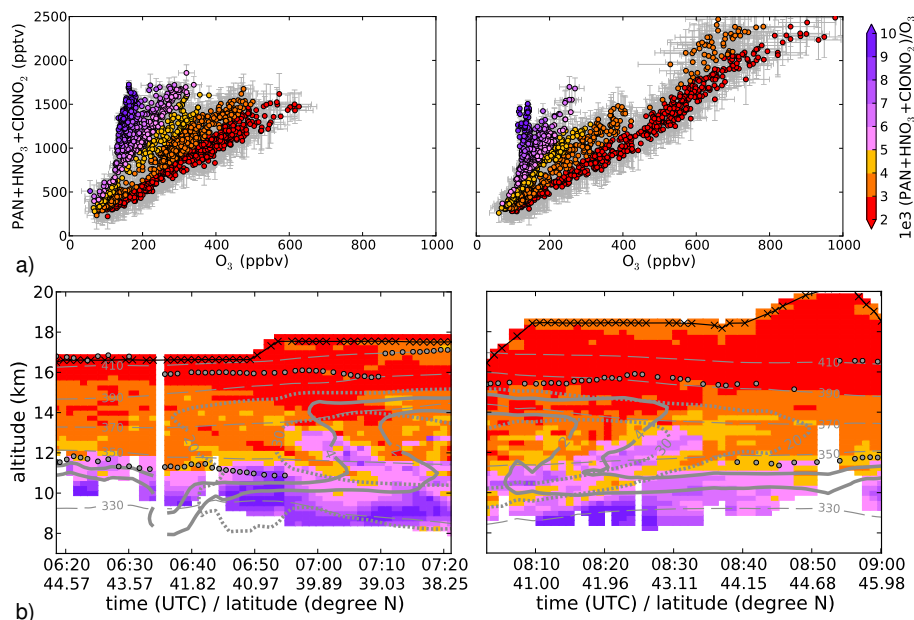 PAN+HNO3+ClONO2 (pptv)
2500
2000
1500
1000
500
0
0 200 400 600 800 1000
O3 (ppbv)
0 200 400 600 800 1000
O3 (ppbv)
10
9
8
7
6
5
4
3
2
1e3 (PAN+HNO3+ClONO2)/O3
a)
altitude (km)
20
18
16
14
12
10
8
410
390
370
350
330
4
410
390
370
350
330
4
06:20 06:30 06:40 06:50 07:00 07:10 07:20
44.57 43.57 41.82 40.97 39.89 39.03 38.25
time (UTC) / latitude (degree N)
08:10 08:20 08:30 08:40 08:50 09:00
41.00 41.96 43.11 44.15 44.68 45.98
time (UTC) / latitude (degree N)
b)